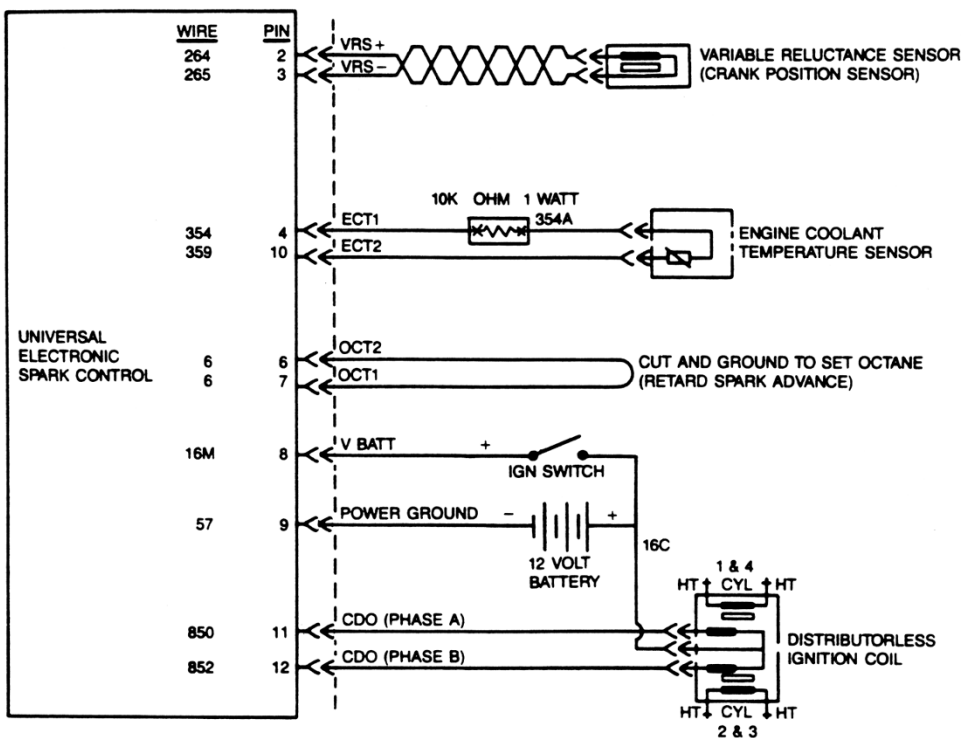 WIRE PIN
264 2 VRS+
265 3 VRS-
VARIABLE RELUCTANCE SENSOR
(CRANK POSITION SENSOR)
10K OHM 1 WATT
354A
354 4 ECT1
359 10 ECT2
ENGINE COOLANT
TEMPERATURE SENSOR
UNIVERSAL
ELECTRONIC
SPARK CONTROL
6 6 OCT2
6 7 OCT1
CUT AND GROUND TO SET OCTANE
(RETARD SPARK ADVANCE)
16M 8 V BATT +
IGN SWITCH
57 9 POWER GROUND - +
12 VOLT
BATTERY
16C
1 & 4
HT CYL HT
850 11 CDO (PHASE A)
852 12 CDO (PHASE B)
DISTRIBUTORLESS
IGNITION COIL
HT CYL HT
2 & 3